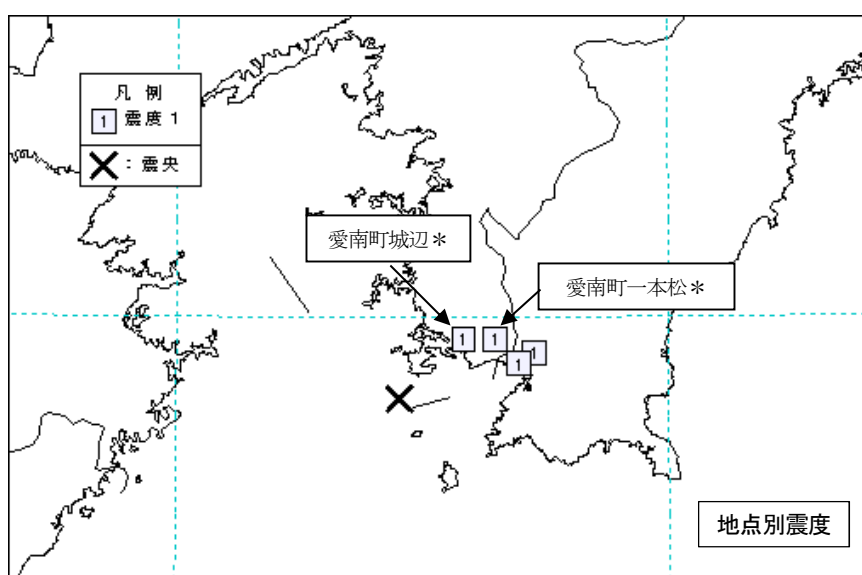 凡 例
1 震度 1
× : 震央
愛南町城辺*
愛南町一本松*
1
1
1
1
地点別震度